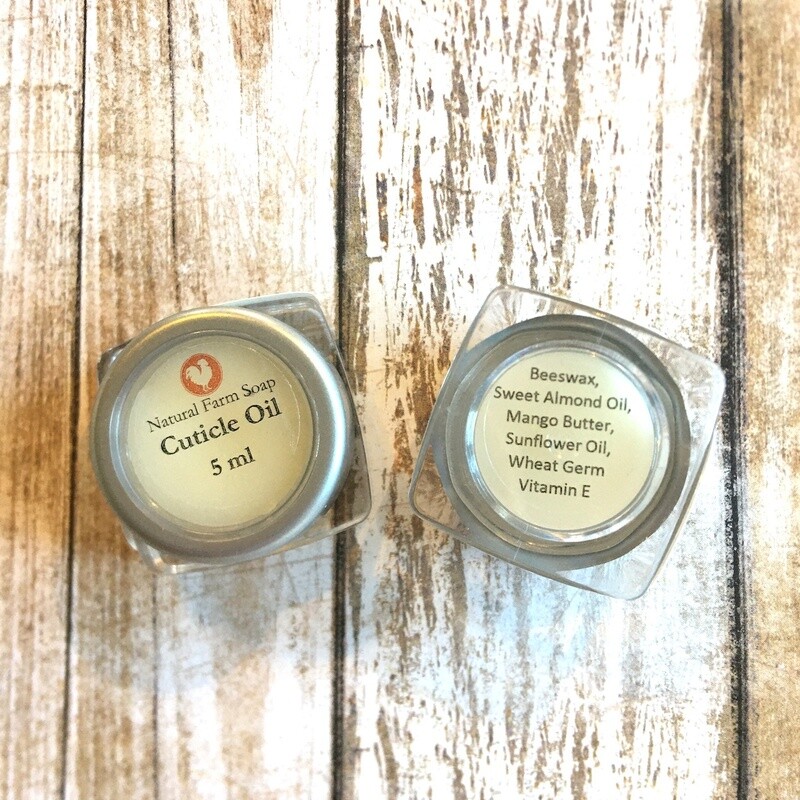 Natural Farm Soap
Cuticle Oil
5 ml
Beeswax,
Sweet Almond Oil,
Mango Butter,
Sunflower Oil,
Wheat Germ
Vitamin E